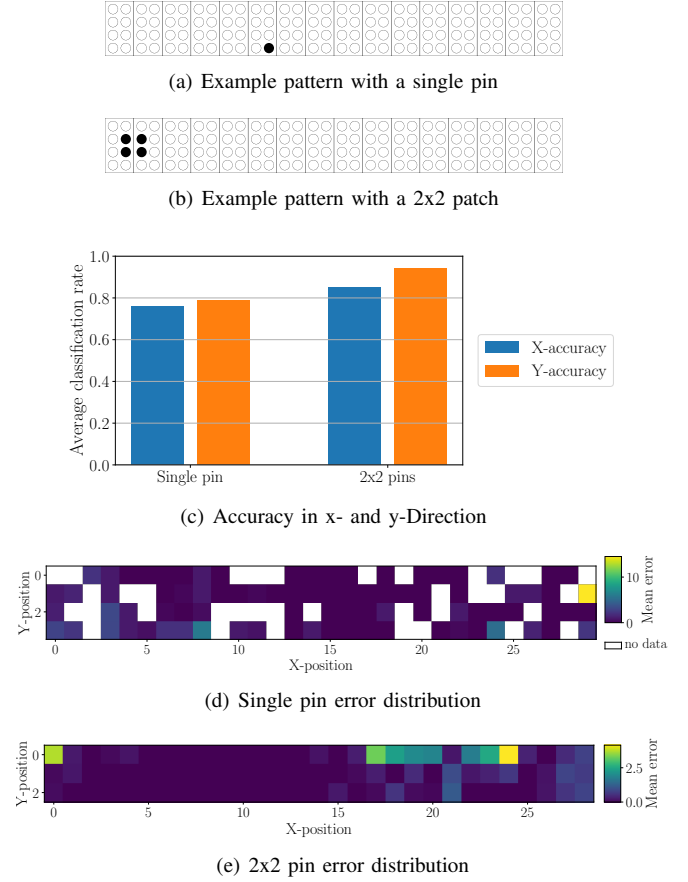 (a) Example pattern with a single pin
(b) Example pattern with a 2x2 patch
1.0
0.8
0.6
0.4
0.2
0.0
Average classification rate
Single pin
2x2 pins
X-accuracy
Y-accuracy
(c) Accuracy in x- and y-Direction
Y-position
0
2
0 5 10 15 20 25
X-position
10
0
Mean error
no data
(d) Single pin error distribution
Y-position
0
2
0 5 10 15 20 25
X-position
2.5
0.0
Mean error
(e) 2x2 pin error distribution